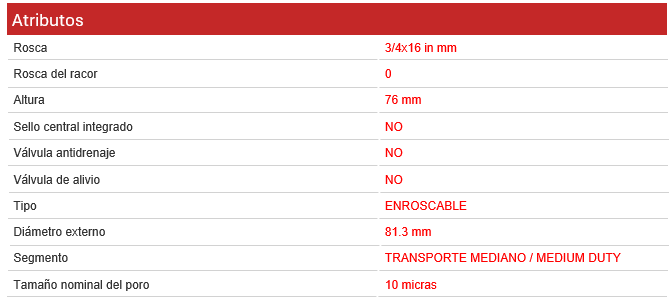 Atributos
Rosca 3/4x16 in mm
Rosca del racor 0
Altura 76 mm
Sello central integrado NO
Válvula antidrenaje NO
Válvula de alivio NO
Tipo ENROSCABLE
Diámetro externo 81.3 mm
Segmento TRANSPORTE MEDIANO / MEDIUM DUTY
Tamaño nominal del poro 10 micras